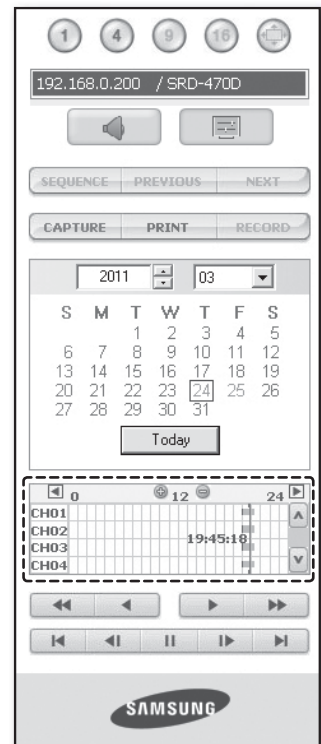 1 4 9 16
192.168.0.200 / SRD-470D
SEQUENCE PREVIOUS NEXT
CAPTURE PRINT RECORD
2011 03
S M T W T F S
1 2 3 4 5
6 7 8 9 10 11 12
13 14 15 16 17 18 19
20 21 22 23 24 25 26
27 28 29 30 31
Today
0 12 24
CH01
CH02
19:45:18
CH03
CH04
SAMSUNG